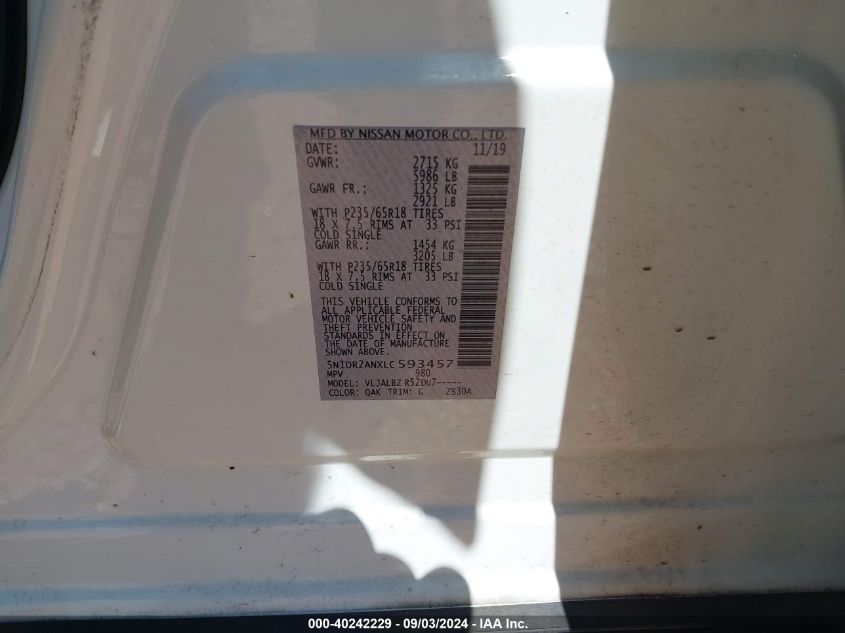 MFD BY NISSAN MOTOR CO., LTD.
DATE: 11/19
GVWR: 2715 KG
5986 LB
GAWR FR.: 1325 KG
2921 LB
WITH P235/65R18 TIRES
18 X 7.5 RIMS AT 33 PSI
COLD SINGLE
GAWR RR.: 1454 KG
3205 LB
WITH P235/65R18 TIRES
18 X 7.5 RIMS AT 33 PSI
COLD SINGLE
THIS VEHICLE CONFORMS TO
ALL APPLICABLE FEDERAL
MOTOR VEHICLE SAFETY AND
THEFT PREVENTION
STANDARDS IN EFFECT ON
THE DATE OF MANUFACTURE
SHOWN ABOVE.
5N1DR2ANXLC593457
MPV 980
MODEL: VLJALBZ R52DU7-----
COLOR: QAK TRIM: G ZS30A
000-40242229 - 09/03/2024 - IAA Inc.